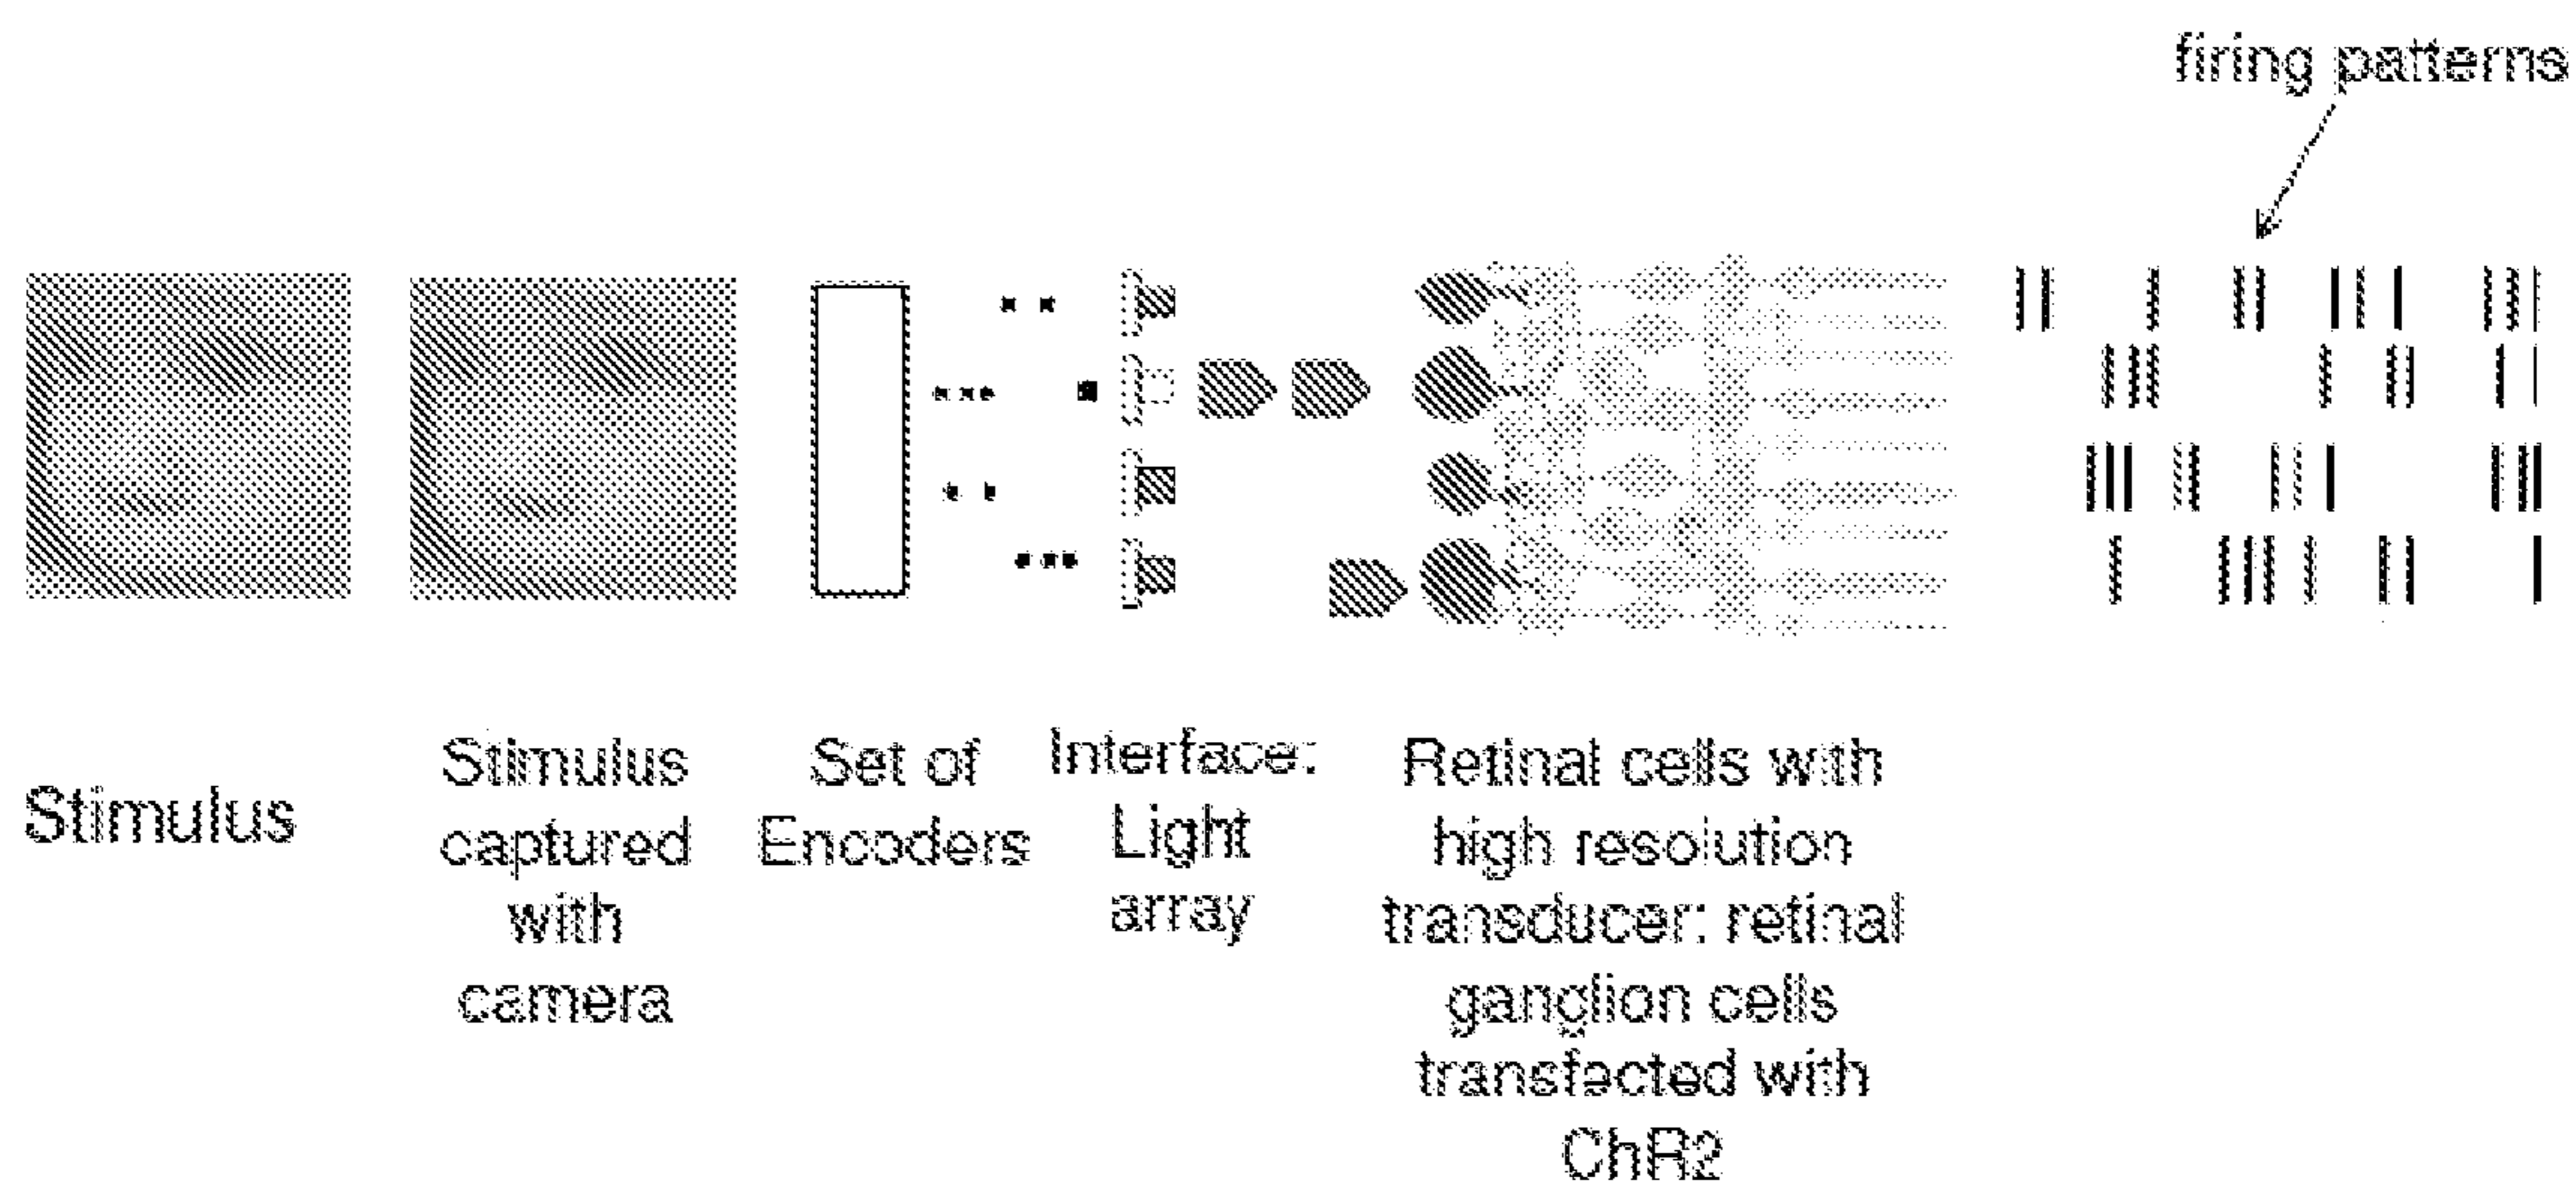 firing patterns
Stimulus
Stimulus
captured
with
camera
Set of
Encoders
Interface:
Light
array
Retinal cells with
high resolution
transducer: retinal
ganglion cells
transfected with
ChR2